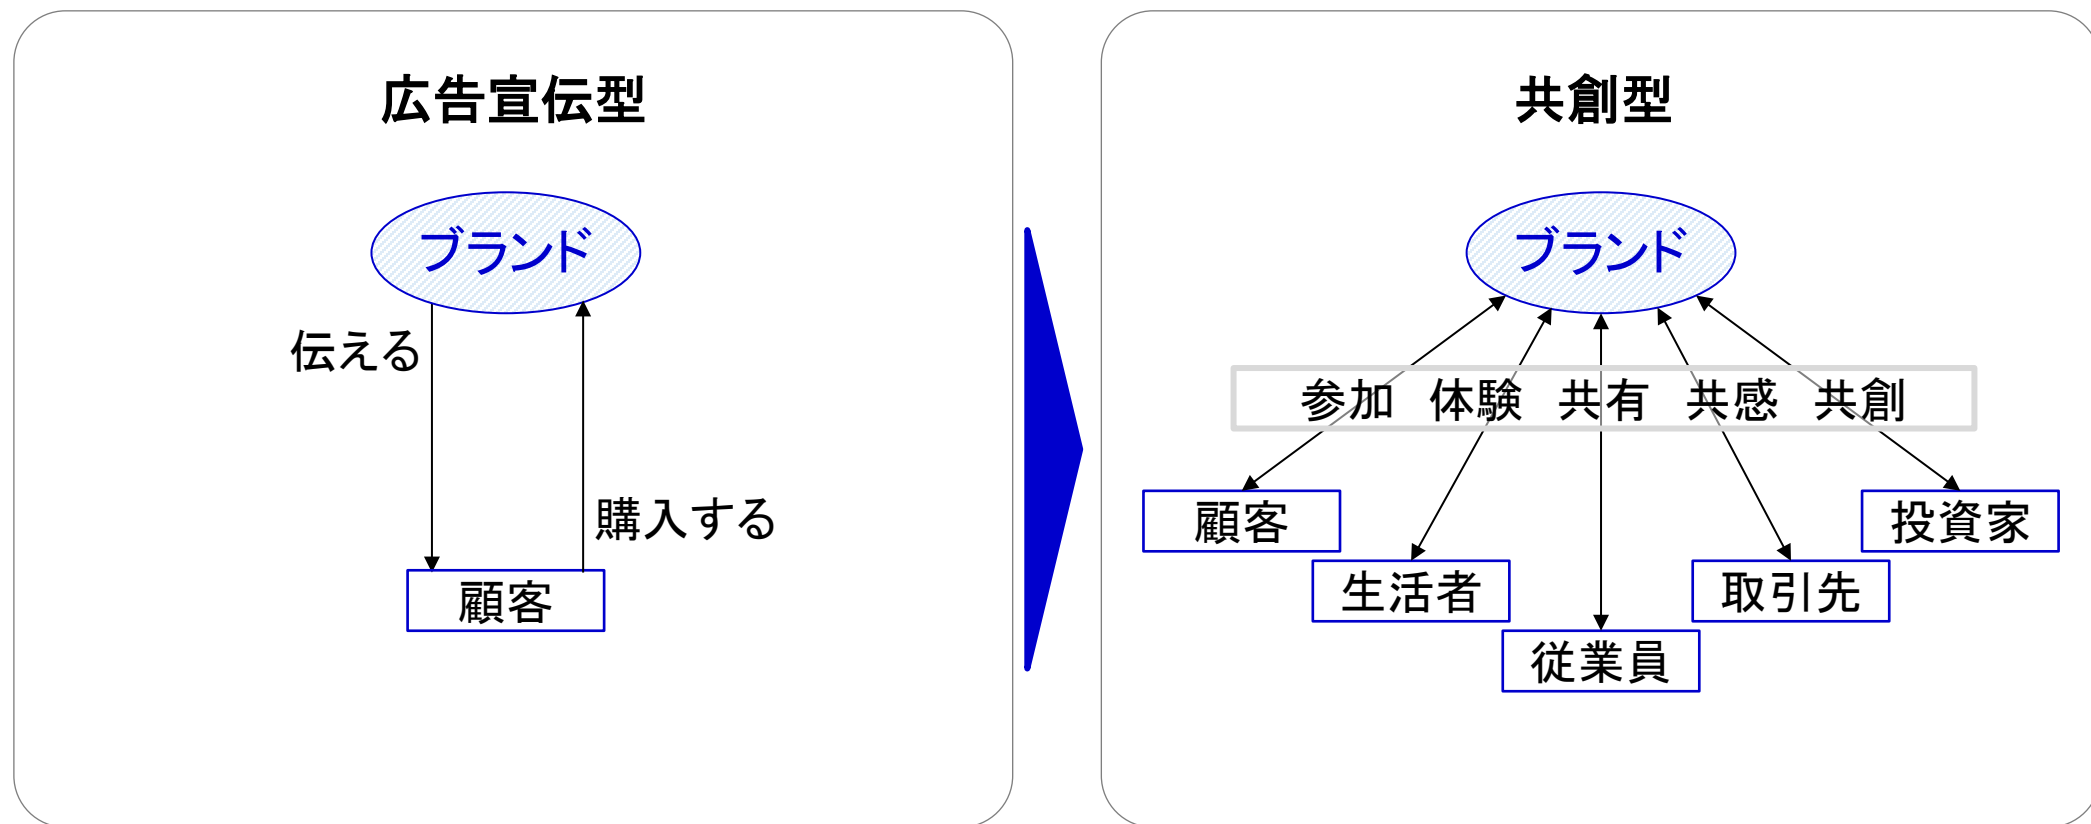 広告宣伝型
ブランド
伝える
購入する
顧客
共創型
ブランド
参加 体験 共有 共感 共創
顧客
生活者
従業員
取引先
投資家